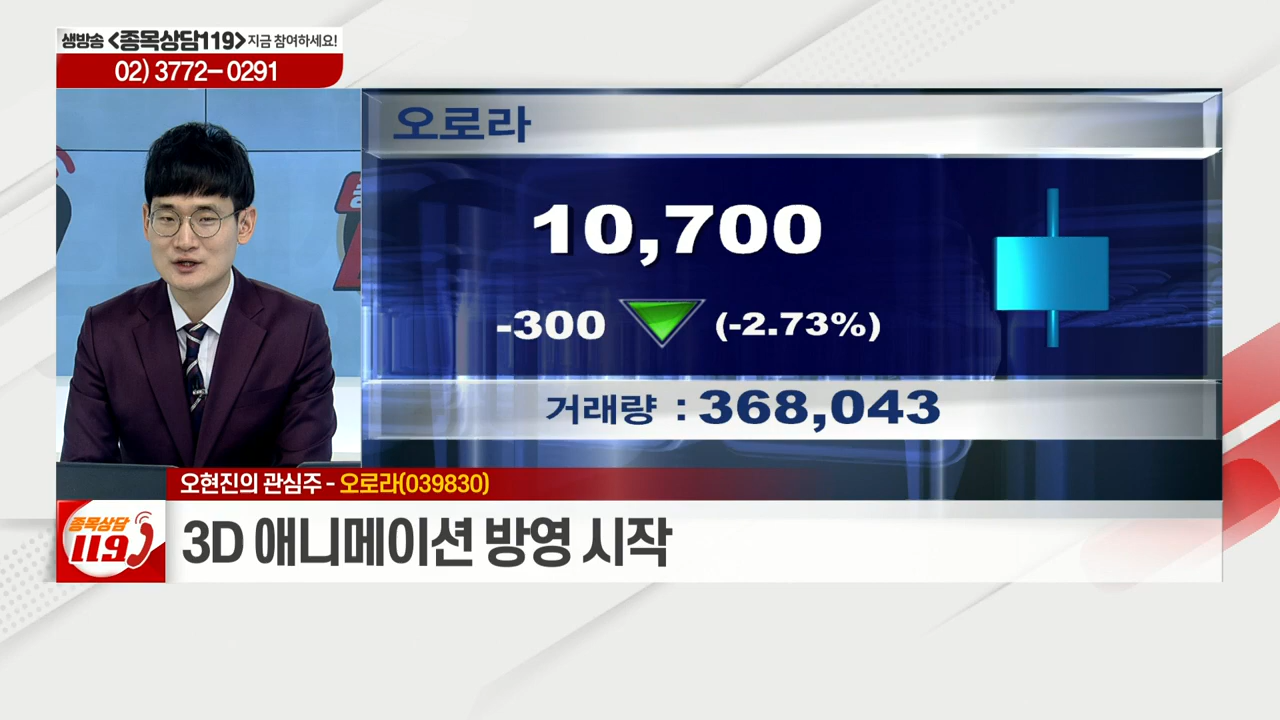 생방송 <종목상담119> 지금 참여하세요!
02) 3772-0291
오로라
10,700
-300 (-2.73%)
거래량 : 368,043
오현진의 관심주 - 오로라(039830)
종목상담
119
3D 애니메이션 방영 시작